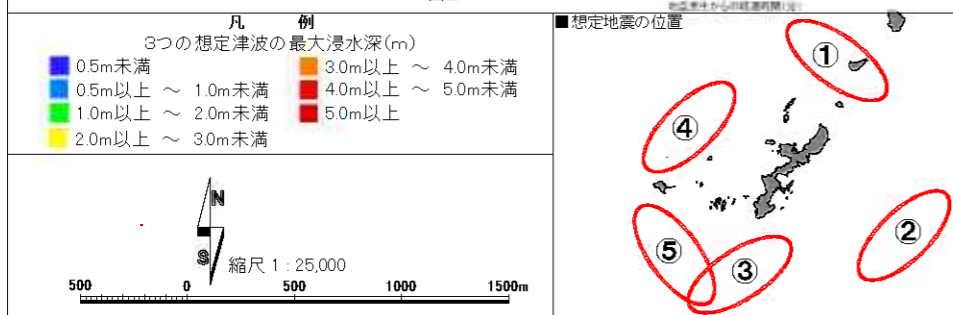 凡 例
3つの想定津波の最大浸水深(m)
0.5m未満
0.5m以上 ～ 1.0m未満
1.0m以上 ～ 2.0m未満
2.0m以上 ～ 3.0m未満
3.0m以上 ～ 4.0m未満
4.0m以上 ～ 5.0m未満
5.0m以上
N
S
縮尺 1:25,000
500 0 500 1000 1500m
■想定地震の位置
①
④
②
⑤
③